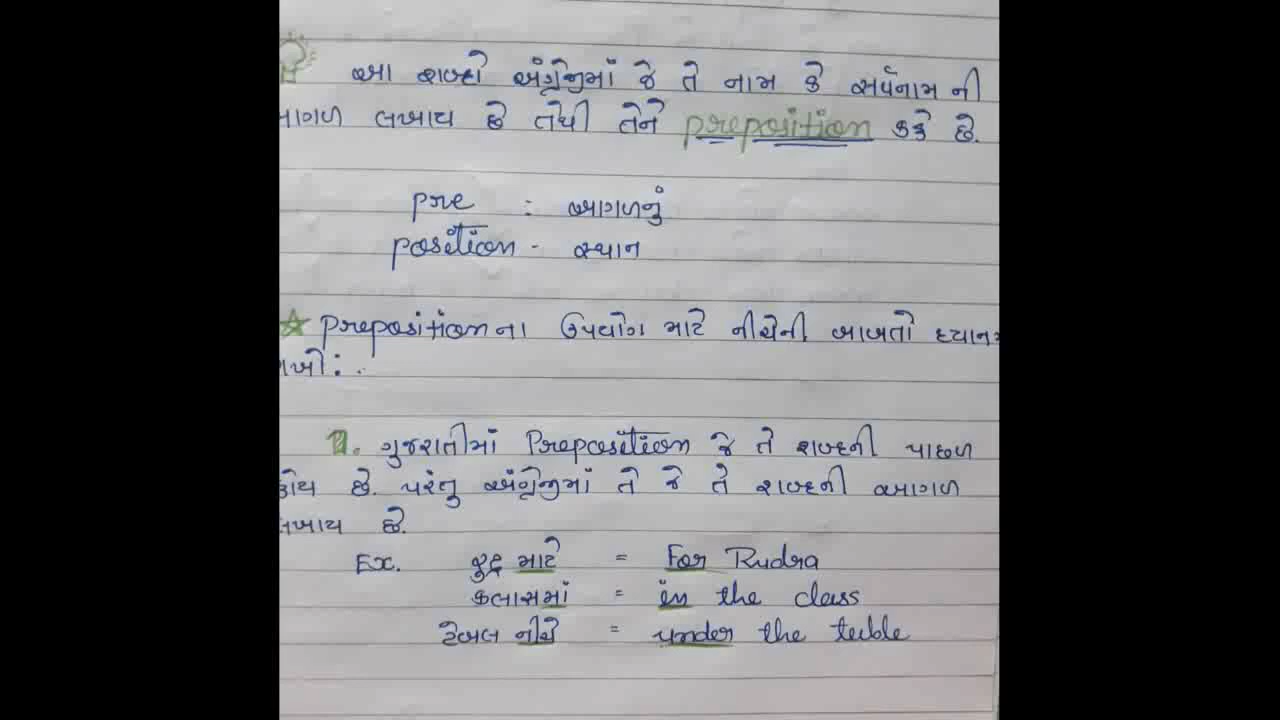 આ શબ્દો અંગ્રેજીમાં જે તે નામ કે સર્વનામ ની
આગળ લખાય છે તેથી તેને preposition કહે છે.
pre : આગળનું
position - સ્થાન
preposition ના ઉપયોગ માટે નીચેની બાબતો ધ્યાન
ખો:
1. ગુજરાતીમાં Preposition જે તે શબ્દની પાછળ
હોય છે. પરંતુ અંગ્રેજીમાં તે જે તે શબ્દની આગળ
લખાય છે.
Ex. રુદ્ર માટે = For Rudra
કલાસમાં = in the class
ટેબલ નીચે = under the table